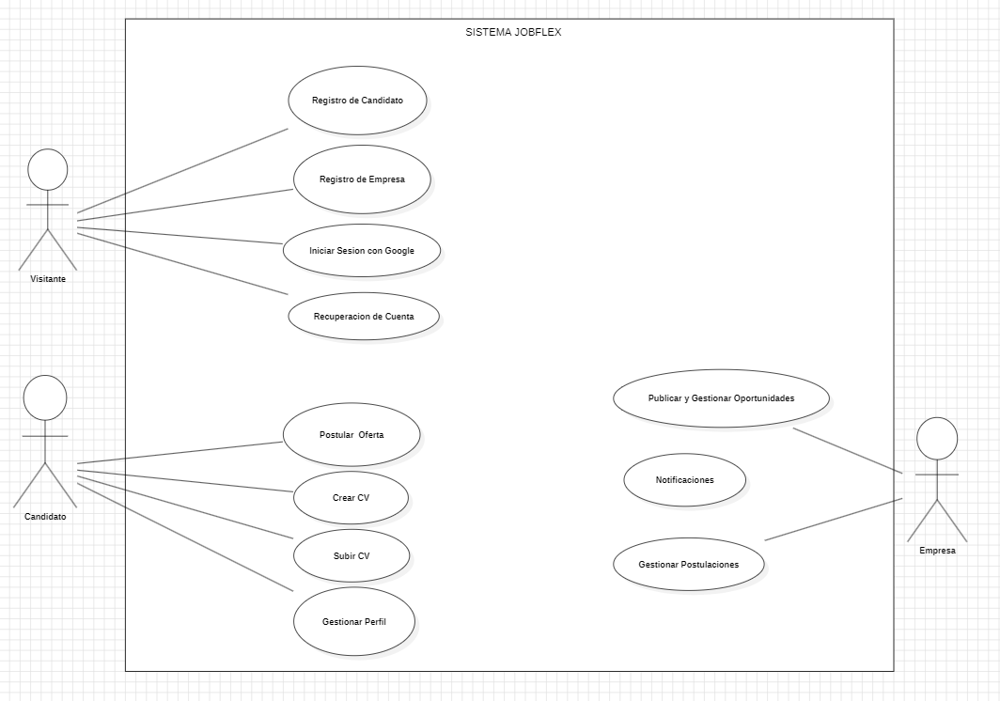 SISTEMA JOBFLEX
Registro de Candidato
Registro de Empresa
Iniciar Sesion con Google
Visitante
Recuperacion de Cuenta
Publicar y Gestionar Oportunidades
Postular Oferta
Notificaciones
Crear CV
Candidato
Empresa
Subir CV
Gestionar Postulaciones
Gestionar Perfil